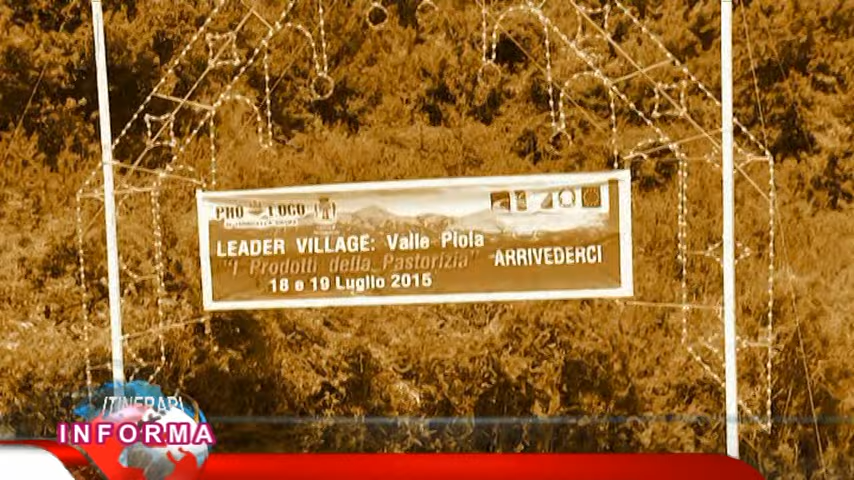 PRO LOCO
LEADER VILLAGE: Valle Piola
"I Prodotti della Pastorizia"
ARRIVEDERCI
18 e 19 Luglio 2015
ITINERARI
INFORMA